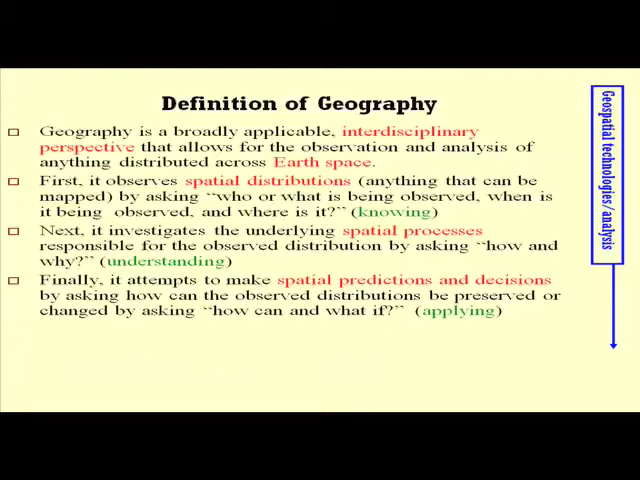 Definition of Geography
Geography is a broadly applicable, interdisciplinary
perspective that allows for the observation and analysis of
anything distributed across Earth space.
First, it observes spatial distributions (anything that can be
mapped) by asking “who or what is being observed, when is
it being observed, and where is it?” (knowing)
Next, it investigates the underlying spatial processes
responsible for the observed distribution by asking “how and
why?” (understanding)
Finally, it attempts to make spatial predictions and decisions
by asking how can the observed distributions be preserved or
changed by asking “how can and what if?” (applying)
Geospatial technologies/analysis